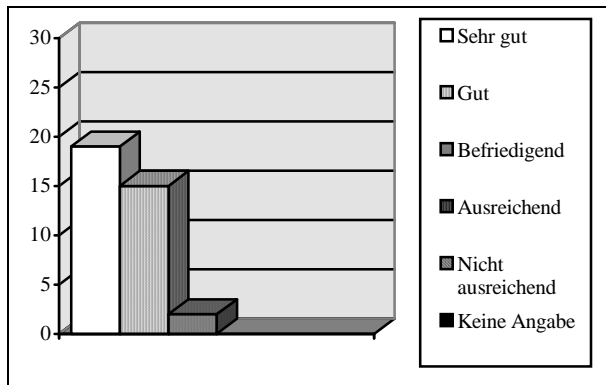 30
25
20
15
10
5
0
Sehr gut
Gut
Befriedigend
Ausreichend
Nicht
ausreichend
Keine Angabe